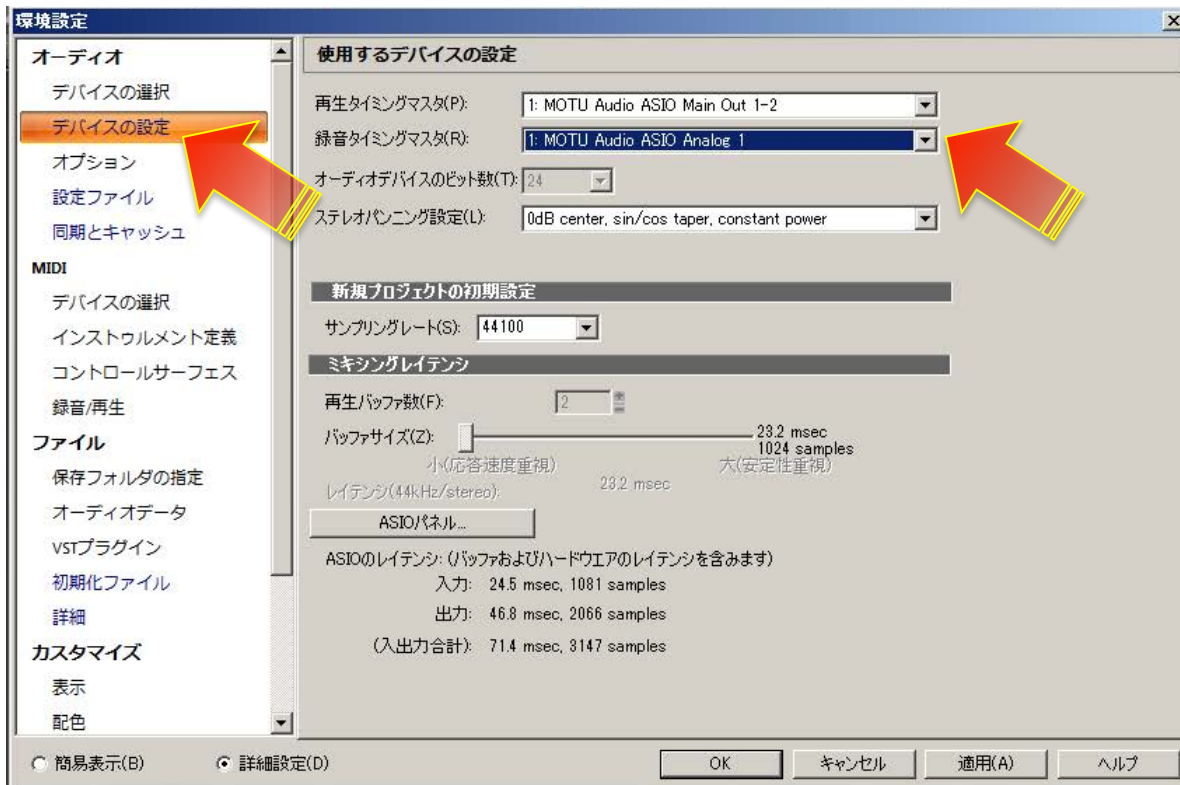 環境設定
オーディオ
デバイスの選択
デバイスの設定
オプション
設定ファイル
同期とキャッシュ
MIDI
デバイスの選択
インストゥルメント定義
コントロールサーフェス
録音/再生
ファイル
保存フォルダの指定
オーディオデータ
VSTプラグイン
初期化ファイル
詳細
カスタマイズ
表示
配色
使用するデバイスの設定
再生タイミングマスタ(P): 1: MOTU Audio ASIO Main Out 1-2
録音タイミングマスタ(R): 1: MOTU Audio ASIO Analog 1
オーディオデバイスのビット数(T): 24
ステレオパンニング設定(L): 0dB center, sin/cos taper, constant power
新規プロジェクトの初期設定
サンプリングレート(S): 44100
ミキシングレイテンシ
再生バッファ数(F): 2
バッファサイズ(Z): 23.2 msec
1024 samples
小(応答速度重視) 大(安定性重視)
レイテンシ(44kHz/stereo): 23.2 msec
ASIOパネル...
ASIOのレイテンシ: (バッファおよびハードウエアのレイテンシを含みます)
入力: 24.5 msec, 1081 samples
出力: 46.8 msec, 2066 samples
(入出力合計): 71.4 msec, 3147 samples
簡易表示(B) 詳細設定(D) OK キャンセル 適用(A) ヘルプ